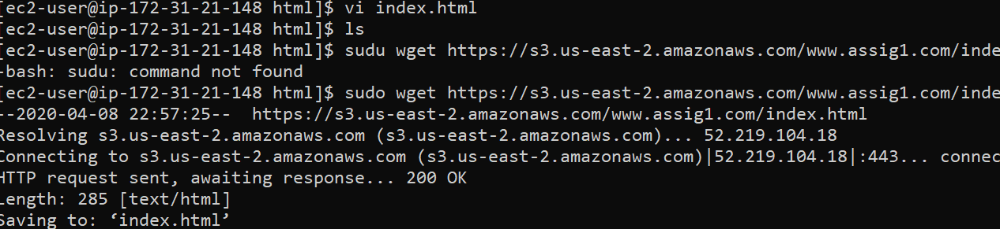 [ec2-user@ip-172-31-21-148 html]$ vi index.html
[ec2-user@ip-172-31-21-148 html]$ ls
[ec2-user@ip-172-31-21-148 html]$ sudu wget https://s3.us-east-2.amazonaws.com/www.assig1.com/inde
-bash: sudu: command not found
[ec2-user@ip-172-31-21-148 html]$ sudo wget https://s3.us-east-2.amazonaws.com/www.assig1.com/inde
--2020-04-08 22:57:25-- https://s3.us-east-2.amazonaws.com/www.assig1.com/index.html
Resolving s3.us-east-2.amazonaws.com (s3.us-east-2.amazonaws.com)... 52.219.104.18
Connecting to s3.us-east-2.amazonaws.com (s3.us-east-2.amazonaws.com)|52.219.104.18|:443... connec
HTTP request sent, awaiting response... 200 OK
Length: 285 [text/html]
Saving to: ‘index.html’